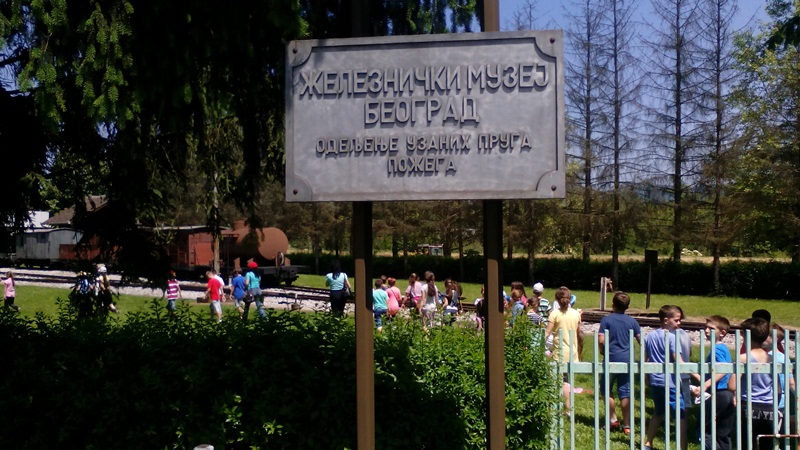 ЖЕЛЕЗНИЧКИ МУЗЕЈ
БЕОГРАД
ОДЕЉЕЊЕ УЗАНИХ ПРУГА
ПОЖЕГА